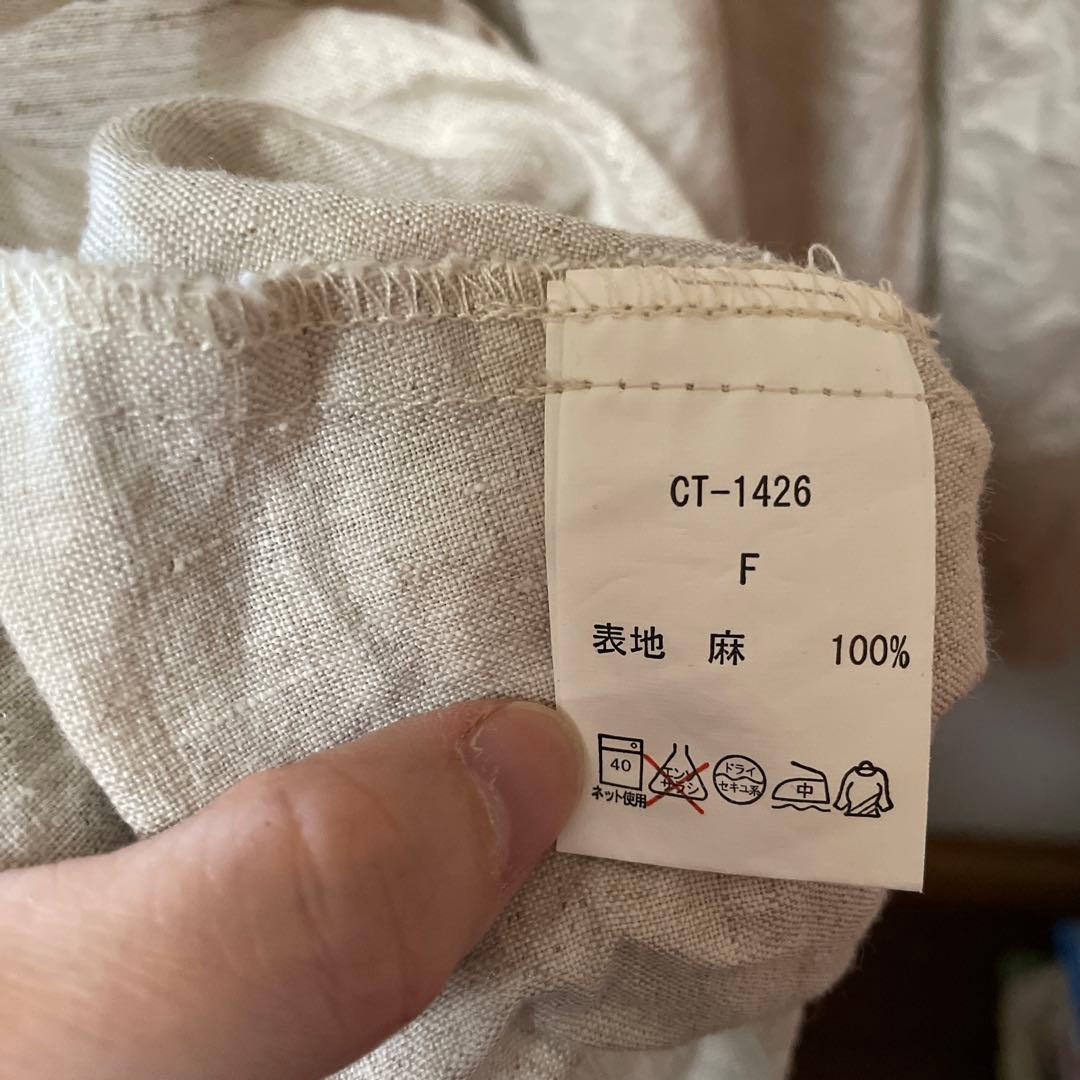 CT-1426
F
表地 麻 100%
40 エンソサラシ ドライ セキユ系 中
ネット使用